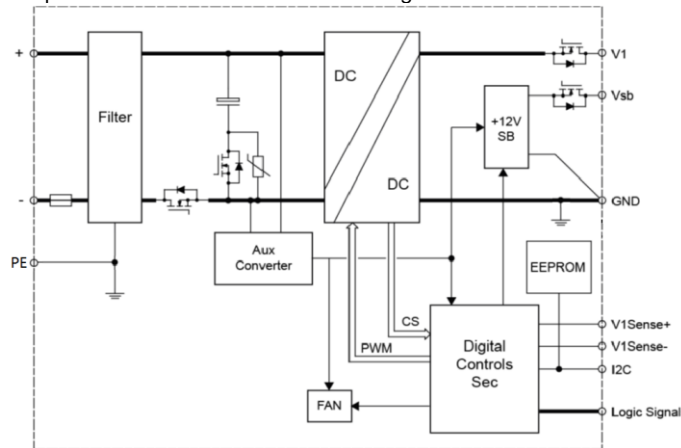 +
V1
DC
Vsb
Filter
+12V
SB
DC
-
GND
Aux
Converter
PE
EEPROM
CS
V1Sense+
PWM
Digital
Controls
Sec
V1Sense-
I2C
FAN
Logic Signal